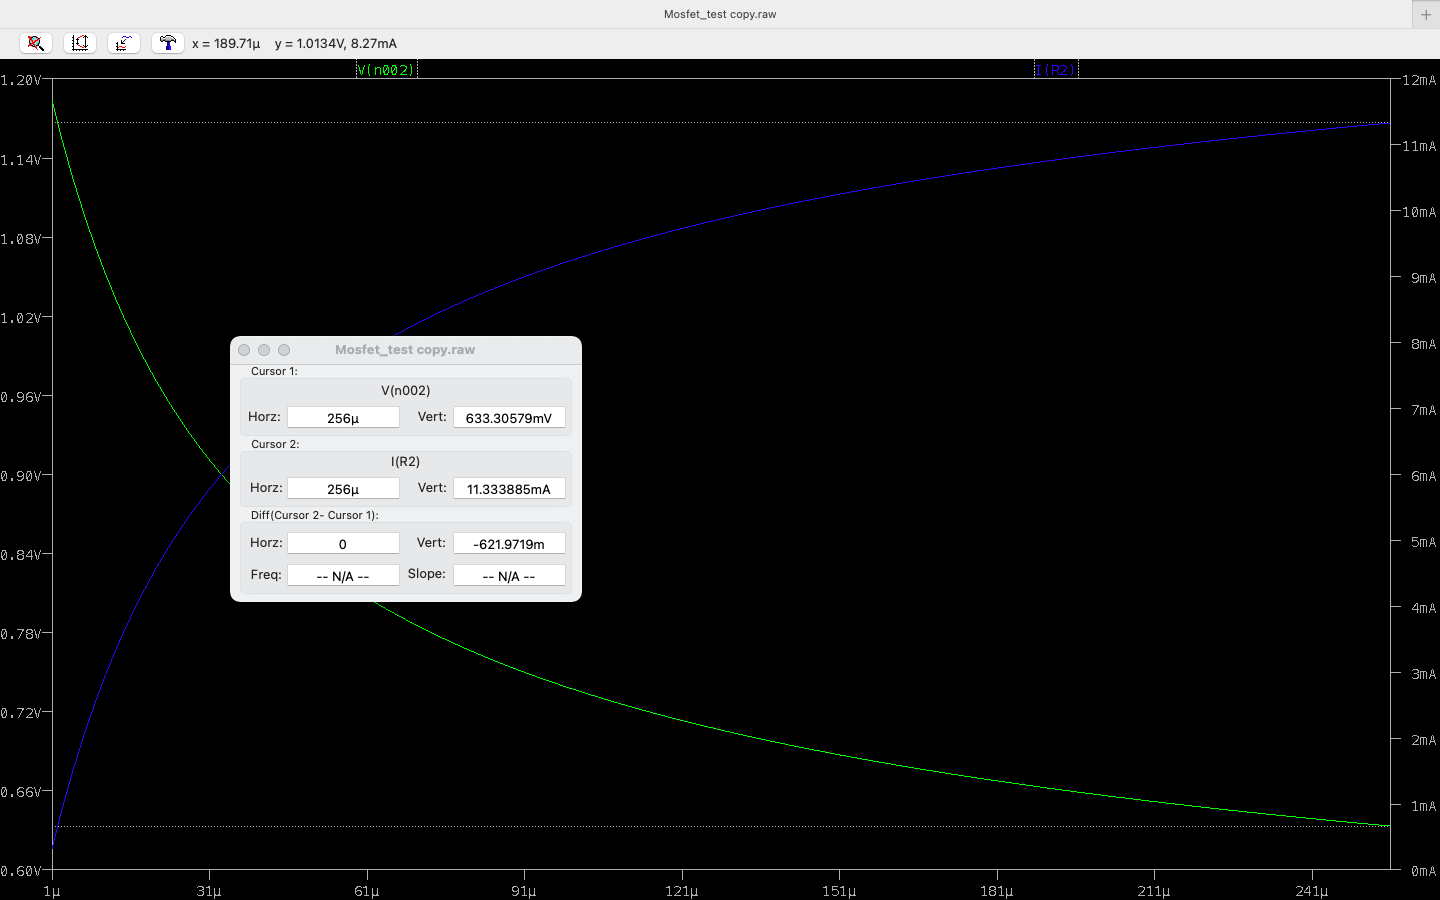 Mosfet_test copy.raw
+
x = 189.71µ y = 1.0134V, 8.27mA
V(n002)
I(R2)
1.20V
1.14V
1.08V
1.02V
0.96V
0.90V
0.84V
0.78V
0.72V
0.66V
0.60V
12mA
11mA
10mA
9mA
8mA
7mA
6mA
5mA
4mA
3mA
2mA
1mA
0mA
Mosfet_test copy.raw
Cursor 1:
V(n002)
Horz: 256µ Vert: 633.30579mV
Cursor 2:
I(R2)
Horz: 256µ Vert: 11.333885mA
Diff(Cursor 2- Cursor 1):
Horz: 0 Vert: -621.9719m
Freq: -- N/A -- Slope: -- N/A --
1µ 31µ 61µ 91µ 121µ 151µ 181µ 211µ 241µ